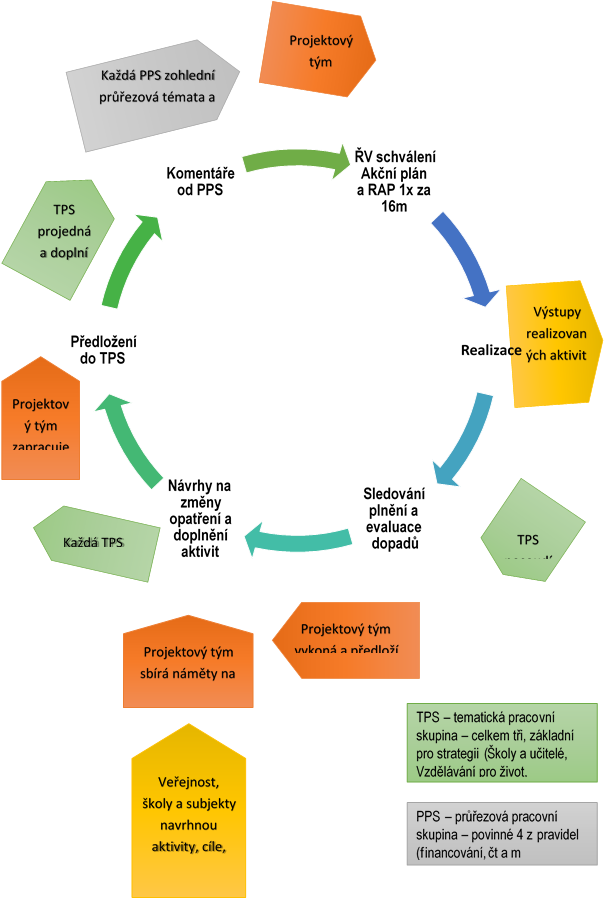 Projektový
tým
Každá PPS zohlední
průřezová témata a
Komentáře
od PPS
ŘV schválení
Akční plán
a RAP 1x za
16m
TPS
projedná
a doplní
Výstupy
realizovan
ých aktivit
Realizace
Předložení
do TPS
Projektov
ý tým
zapracuje
Návrhy na
změny
opatření a
doplnění
aktivit
Sledování
plnění a
evaluace
dopadů
Každá TPS
TPS
Projektový tým
vykoná a předloží
Projektový tým
sbírá náměty na
TPS – tematická pracovní
skupina – celkem tři, základní
pro strategii (Školy a učitelé,
Vzdělávání pro život.
Veřejnost,
školy a subjekty
navrhnou
aktivity, cíle,
PPS – průřezová pracovní
skupina – povinné 4 z pravidel
(financování, čt a m